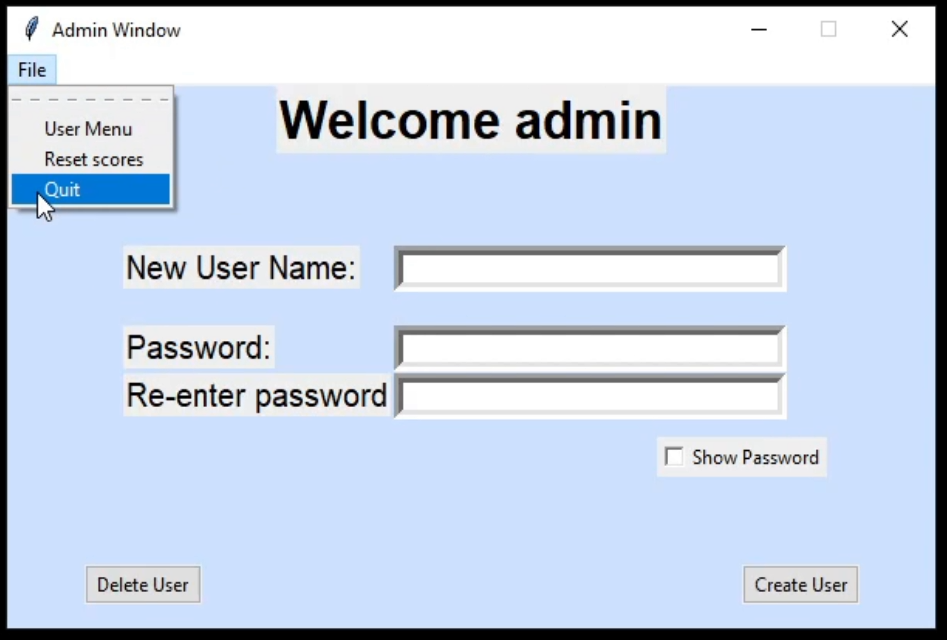 Admin Window
File
User Menu
Reset scores
Quit
Welcome admin
New User Name:
Password:
Re-enter password
Show Password
Delete User
Create User